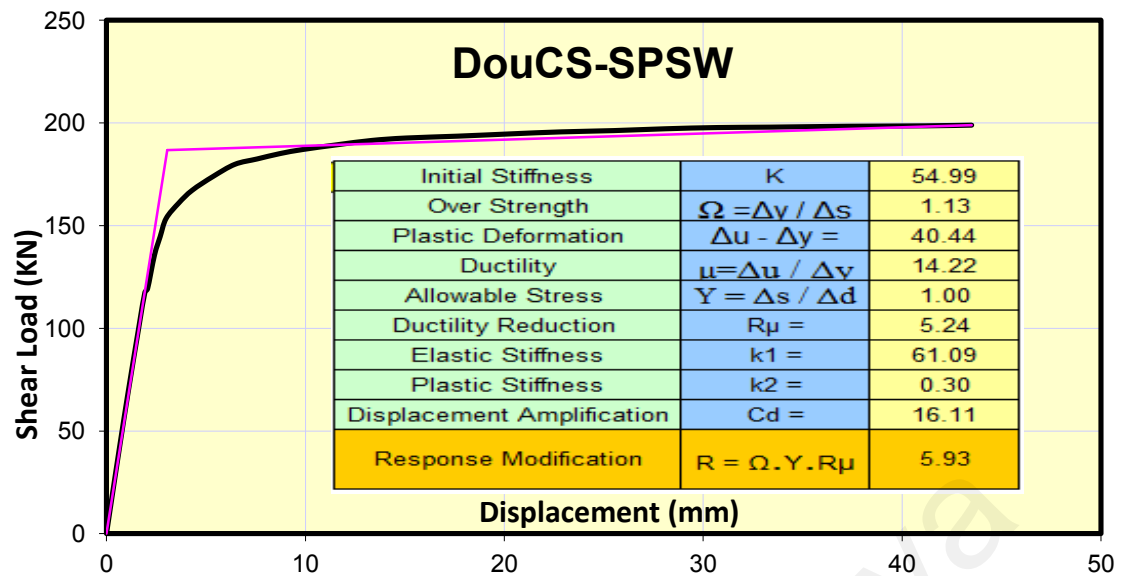 250
DouCS-SPSW
200
Initial Stiffness K 54.99
Over Strength Ω =Δy / Δs 1.13
Plastic Deformation Δu - Δy = 40.44
Ductility μ=Δu / Δy 14.22
Allowable Stress Y = Δs / Δd 1.00
Ductility Reduction Rμ = 5.24
Elastic Stiffness k1 = 61.09
Plastic Stiffness k2 = 0.30
Displacement Amplification Cd = 16.11
Response Modification R = Ω.Y.Rμ 5.93
150
100
50
0
Shear Load (KN)
Displacement (mm)
0 10 20 30 40 50